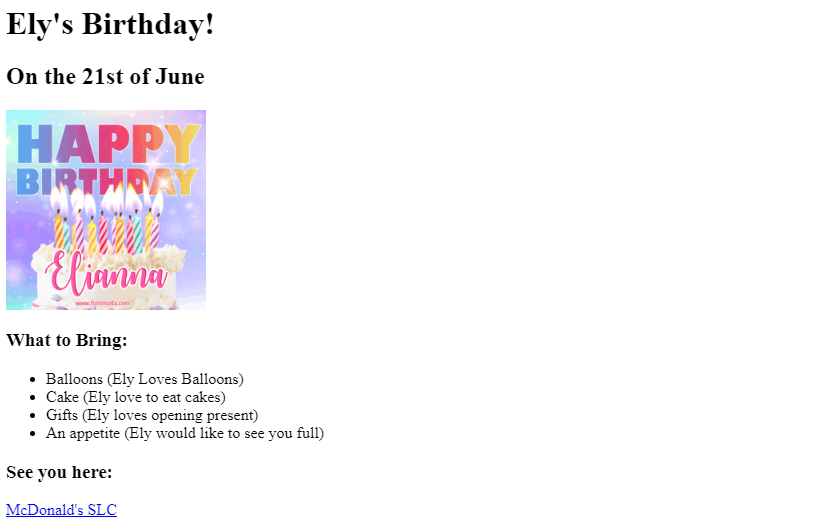 Ely's Birthday!
On the 21st of June
HAPPY
BIRTHDAY
Elianna
www.funimada.com
What to Bring:
Balloons (Ely Loves Balloons)
Cake (Ely love to eat cakes)
Gifts (Ely loves opening present)
An appetite (Ely would like to see you full)
See you here:
McDonald's SLC